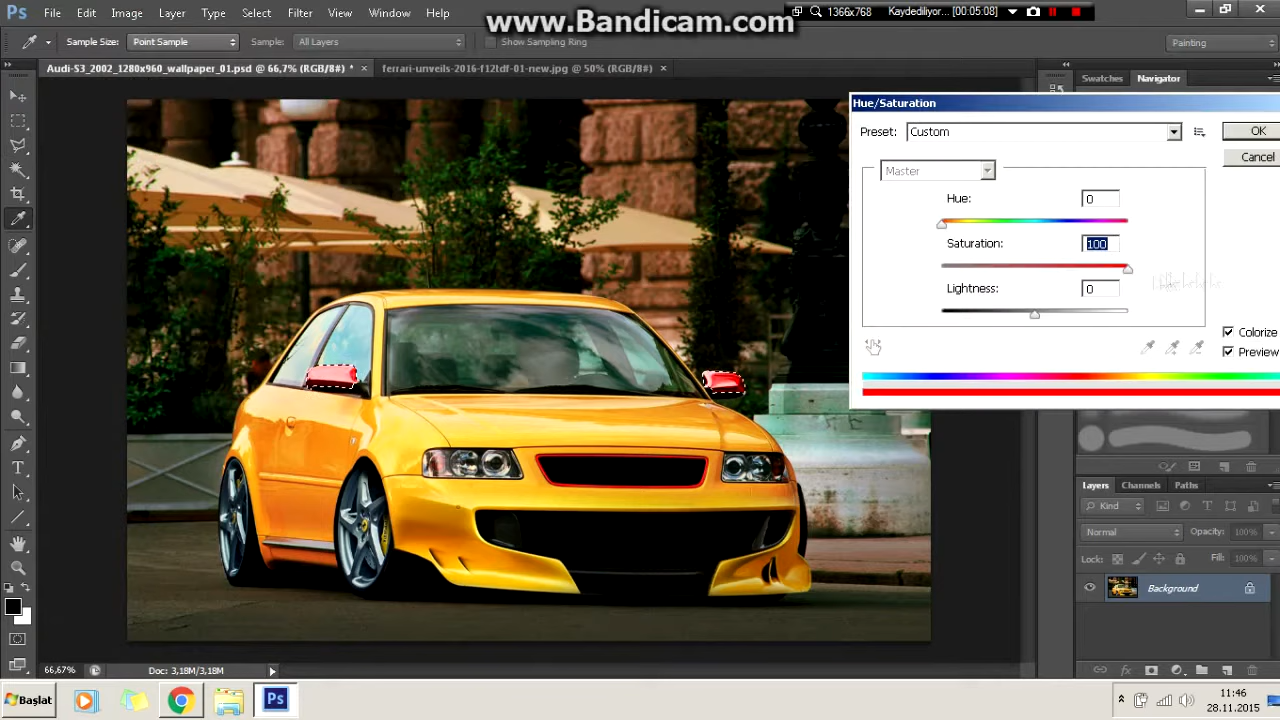 www.Bandicam.com
Ps File Edit Image Layer Type Select Filter View Window Help
1366x768 Kaydediliyor... [00:05:08]
Sample Size: Point Sample Sample: All Layers Show Sampling Ring Painting
Audi-S3_2002_1280x960_wallpaper_01.psd @ 66,7% (RGB/8#) * × ferrari-unveils-2016-f12tdf-01-new.jpg @ 50% (RGB/8#) ×
Swatches Navigator
Hue/Saturation
Preset: Custom OK
Cancel
Master
Hue: 0
Saturation: 100
Lightness: 0
Colorize
Preview
Layers Channels Paths
Kind
Normal Opacity: 100%
Lock: Fill: 100%
Background
66,67% Doc: 3,18M/3,18M
Başlat Ps 11:46
28.11.2015